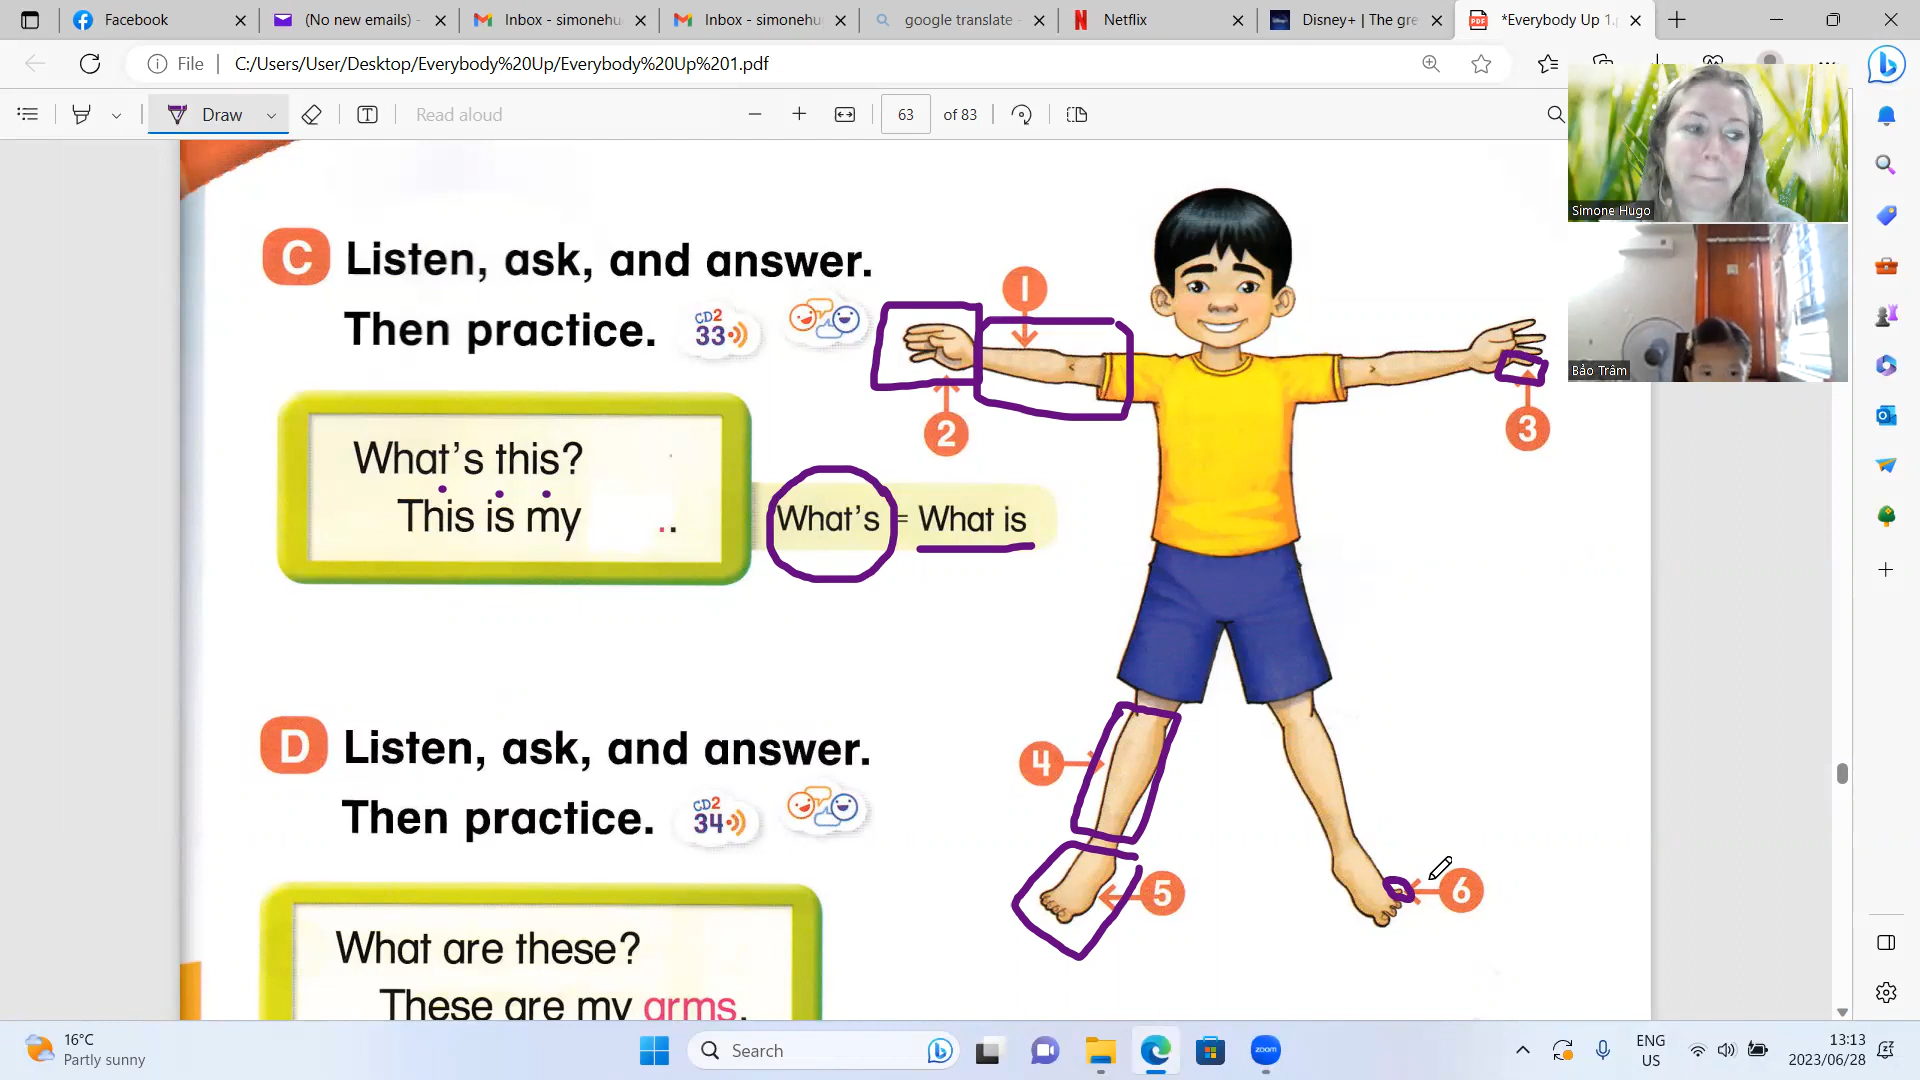 Facebook
(No new emails) -
Inbox - simonehu
Inbox - simonehu
google translate -
Netflix
Disney+ | The gre
*Everybody Up 1.p
File
C:/Users/User/Desktop/Everybody%20Up/Everybody%20Up%201.pdf
Draw
Read aloud
63 of 83
Simone Hugo
Bảo Trâm
C Listen, ask, and answer.
Then practice.
CD2
33
1
2
3
What's this?
This is my ..
What's = What is
D Listen, ask, and answer.
Then practice.
CD2
34
4
5
6
What are these?
These are my arms.
16°C
Partly sunny
Search
zoom
ENG
US
13:13
2023/06/28